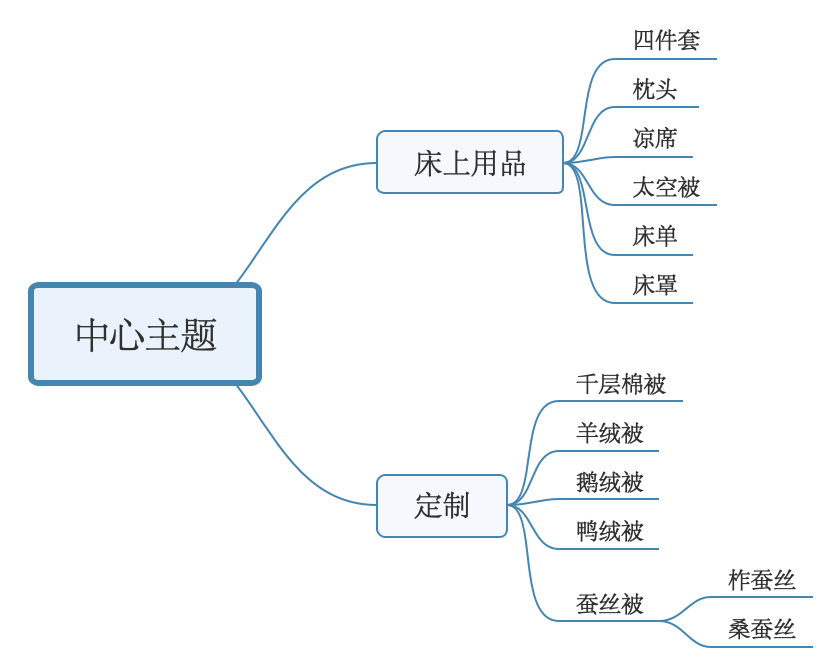 中心主题
床上用品
四件套
枕头
凉席
太空被
床单
床罩
定制
千层棉被
羊绒被
鹅绒被
鸭绒被
蚕丝被
柞蚕丝
桑蚕丝